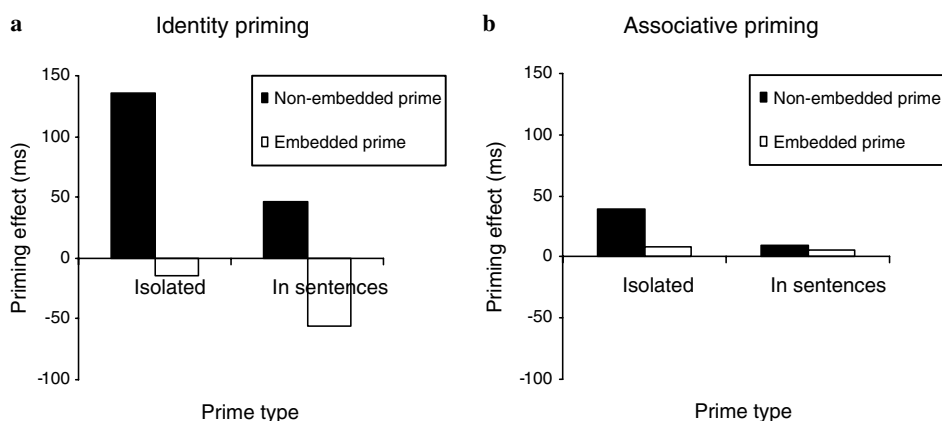 a
Identity priming
150
100
50
0
-50
-100
Priming effect (ms)
Non-embedded prime
Embedded prime
Isolated
In sentences
Prime type
b
Associative priming
150
100
50
0
-50
-100
Priming effect (ms)
Non-embedded prime
Embedded prime
Isolated
In sentences
Prime type